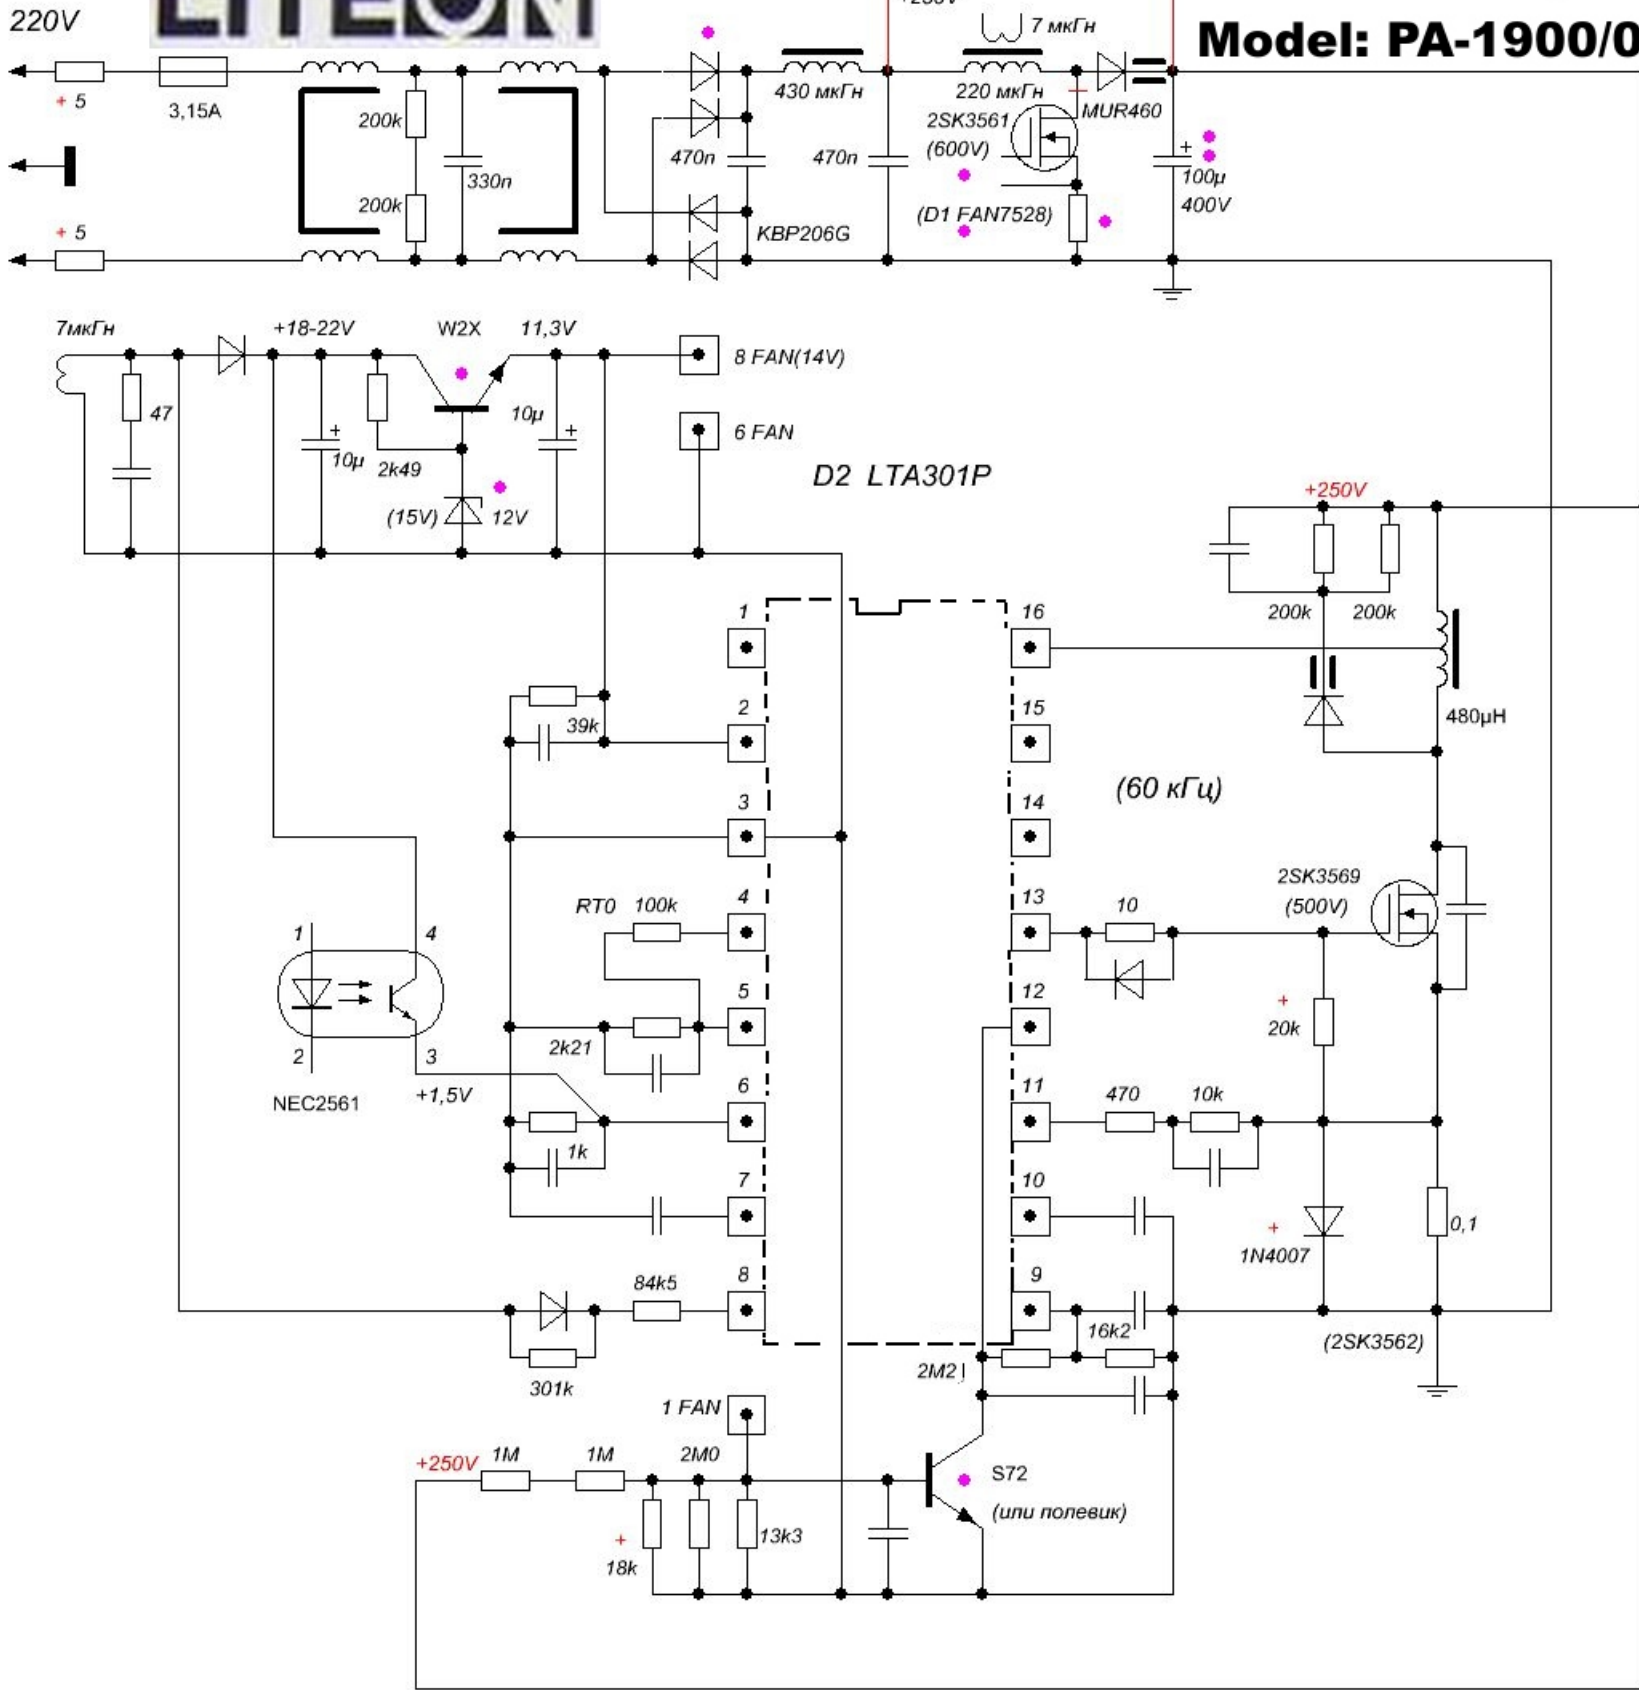 220V
LITEON
7 мкГн
Model: PA-1900/0
+ 5
3,15A
200k
330n
200k
+ 5
470n
430 мкГн
470n
220 мкГн
2SK3561
(600V)
MUR460
(D1 FAN7528)
+
100µ
400V
KBP206G
7мкГн
+18-22V
W2X
11,3V
8 FAN(14V)
47
+
10µ
2k49
10µ
+
6 FAN
(15V)
12V
D2 LTA301P
+250V
200k
200k
480µH
1
16
2
15
39k
3
14
(60 кГц)
4
13
RT0
100k
10
2SK3569
(500V)
1
4
2
3
NEC2561
+1,5V
5
12
2k21
+
20k
6
11
1k
470
10k
7
10
+
1N4007
0,1
8
9
84k5
301k
16k2
2M2
(2SK3562)
1 FAN
+250V
1M
1M
2M0
S72
(или полевик)
+
18k
13k3